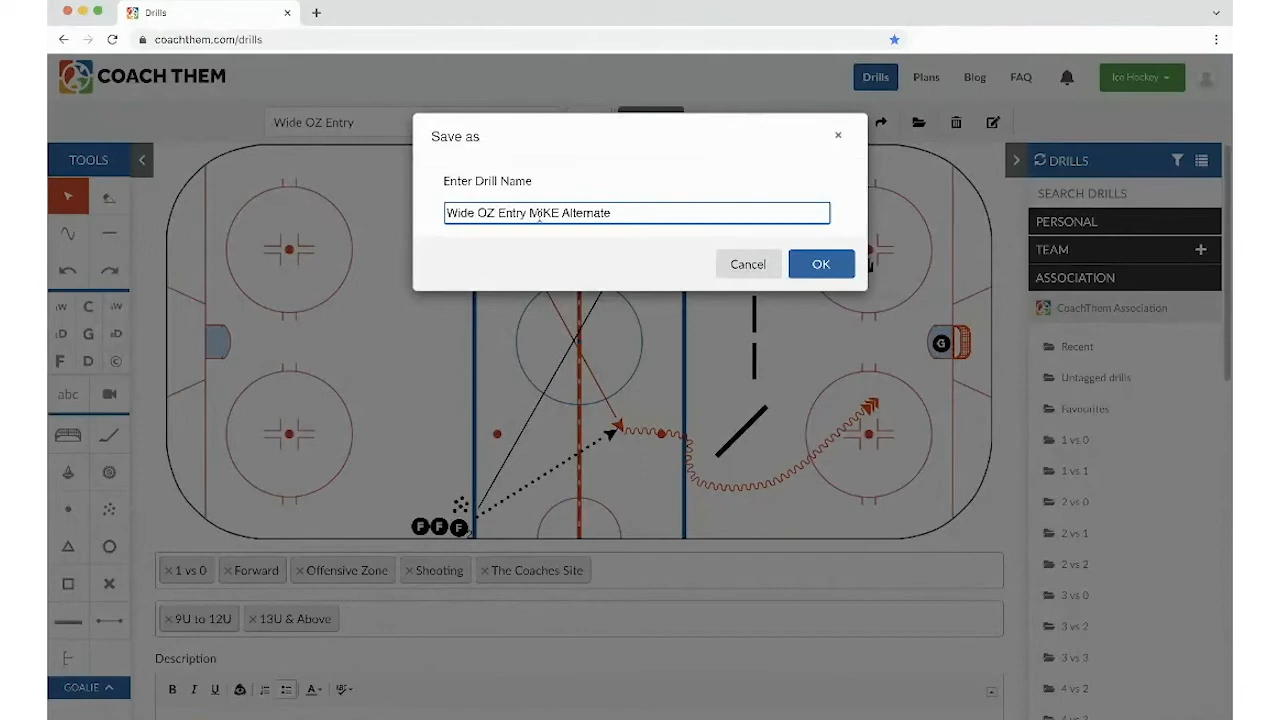 Drills
coachthem.com/drills
COACH THEM
Drills
Plans
Blog
FAQ
Ice Hockey
Wide OZ Entry
Save as
×
Enter Drill Name
Wide OZ Entry MiKE Alternate
Cancel
OK
TOOLS
W
C
W
D
G
D
F
D
©
abc
GOALIE
G
F F F
2
× 1 vs 0
× Forward
× Offensive Zone
× Shooting
× The Coaches Site
× 9U to 12U
× 13U & Above
Description
B I U
A
DRILLS
SEARCH DRILLS
PERSONAL
TEAM +
ASSOCIATION
CoachThem Association
Recent
Untagged drills
Favourites
1 vs 0
1 vs 1
2 vs 0
2 vs 1
2 vs 2
3 vs 0
3 vs 2
3 vs 3
4 vs 2